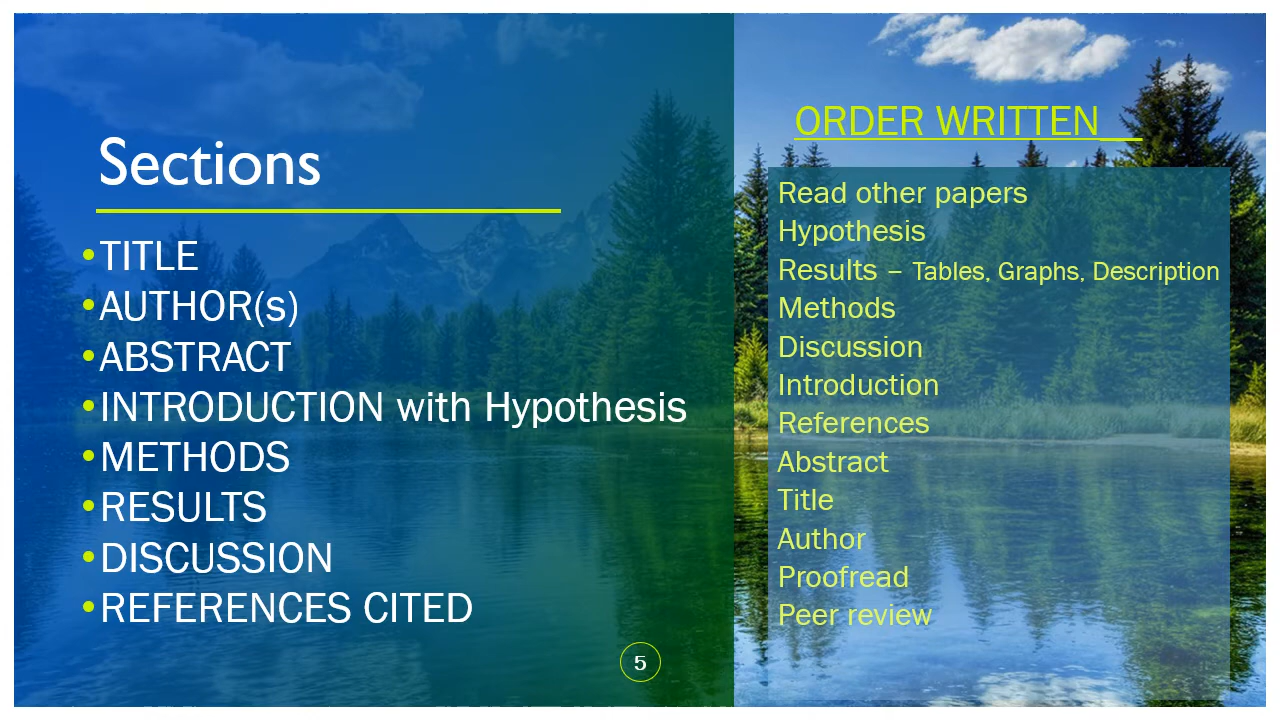 Sections
•TITLE
•AUTHOR(s)
•ABSTRACT
•INTRODUCTION with Hypothesis
•METHODS
•RESULTS
•DISCUSSION
•REFERENCES CITED
ORDER WRITTEN__
Read other papers
Hypothesis
Results – Tables, Graphs, Description
Methods
Discussion
Introduction
References
Abstract
Title
Author
Proofread
Peer review
5